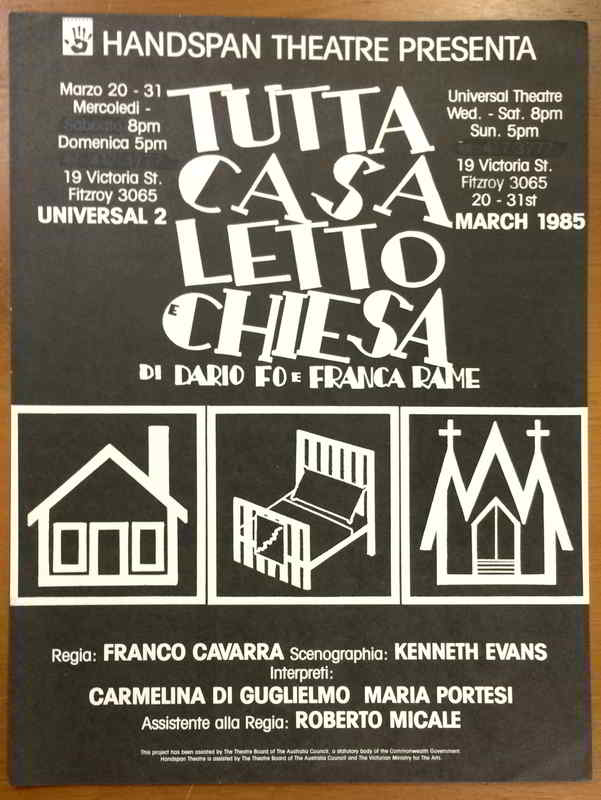 HANDSPAN THEATRE PRESENTA
Marzo 20 - 31
Mercoledi -
Sabbato 8pm
Domenica 5pm
19 Victoria St.
Fitzroy 3065
UNIVERSAL 2
TUTTA
CASA
LETTO
E CHIESA
DI DARIO FO E FRANCA RAME
Universal Theatre
Wed. - Sat. 8pm
Sun. 5pm
19 Victoria St.
Fitzroy 3065
20 - 31st
MARCH 1985
Regia: FRANCO CAVARRA Scenographia: KENNETH EVANS
Interpreti:
CARMELINA DI GUGLIELMO MARIA PORTESI
Assistente alla Regia: ROBERTO MICALE
This project has been assisted by The Theatre Board of The Australia Council, a statutory body of the Commonwealth Government.
Handspan Theatre is assisted by The Theatre Board of The Australia Council and The Victorian Ministry for The Arts.